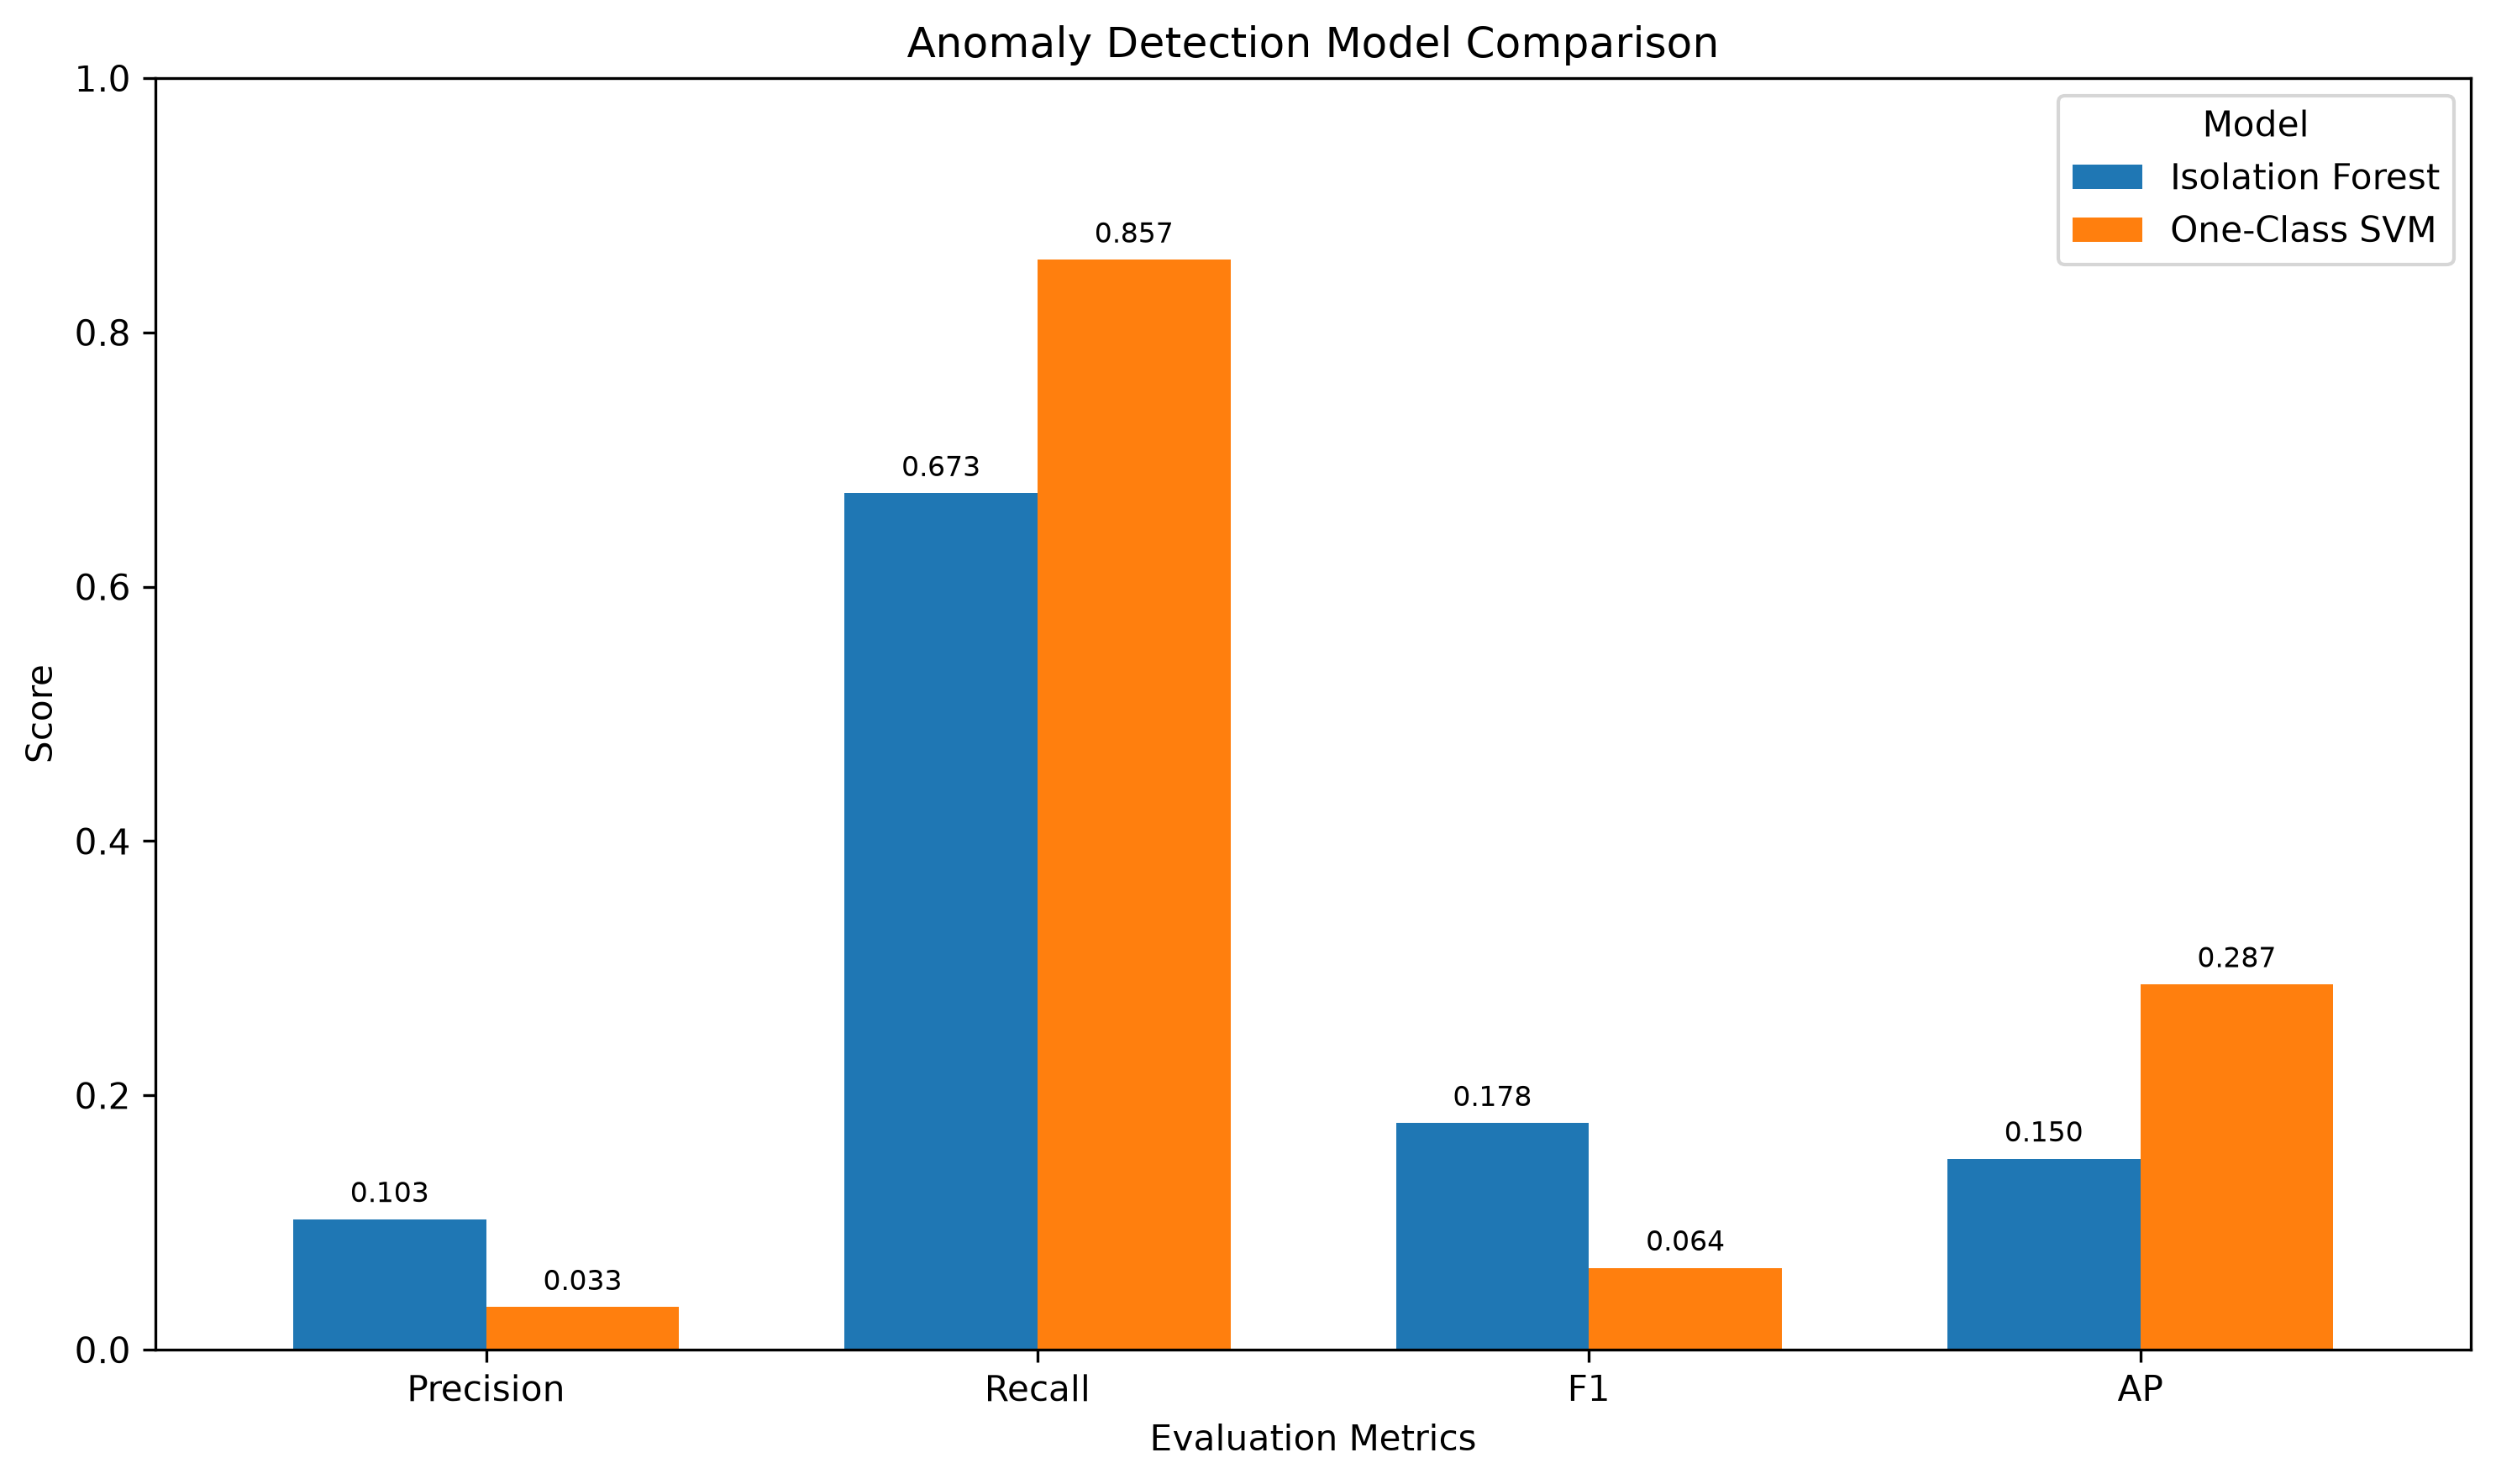 Anomaly Detection Model Comparison
1.0
0.8
0.6
0.4
0.2
0.0
Score
Model
Isolation Forest
One-Class SVM
0.103
0.033
0.673
0.857
0.178
0.064
0.150
0.287
Precision
Recall
F1
AP
Evaluation Metrics